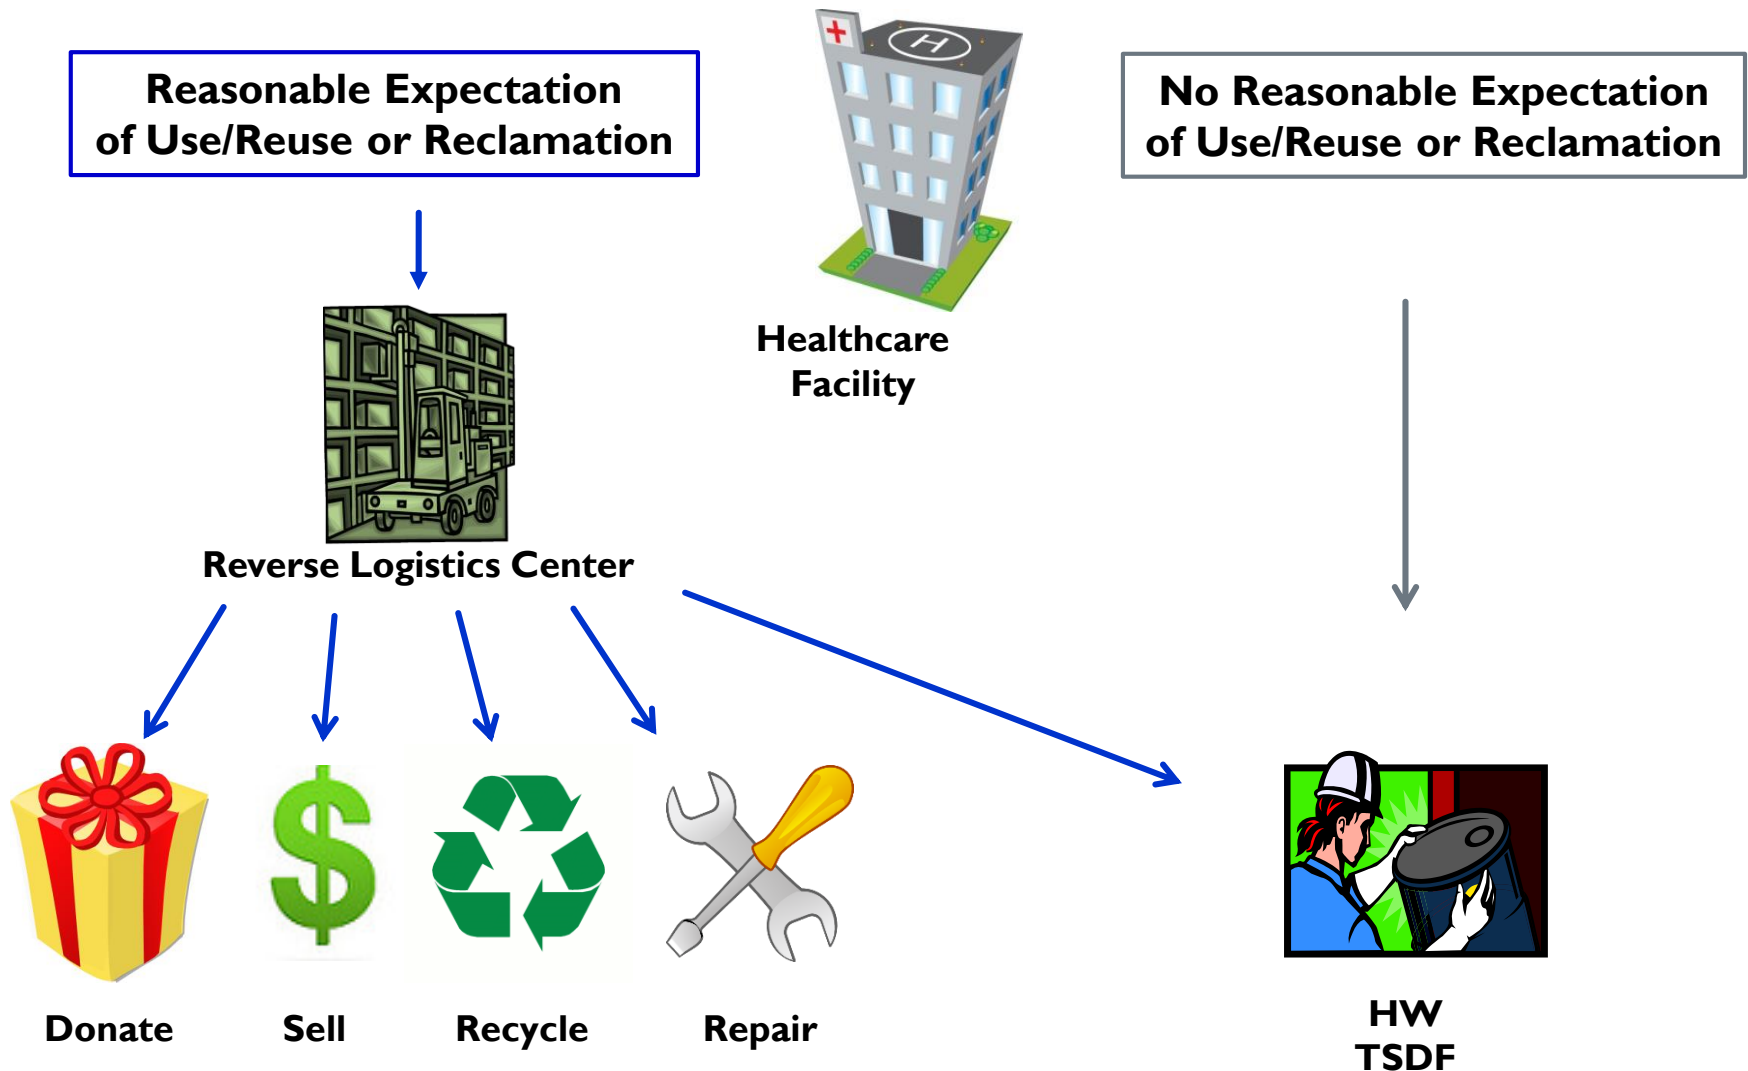 Reasonable Expectation
of Use/Reuse or Reclamation
H
No Reasonable Expectation
of Use/Reuse or Reclamation
Healthcare
Facility
Reverse Logistics Center
$
Donate
Sell
Recycle
Repair
HW
TSDF